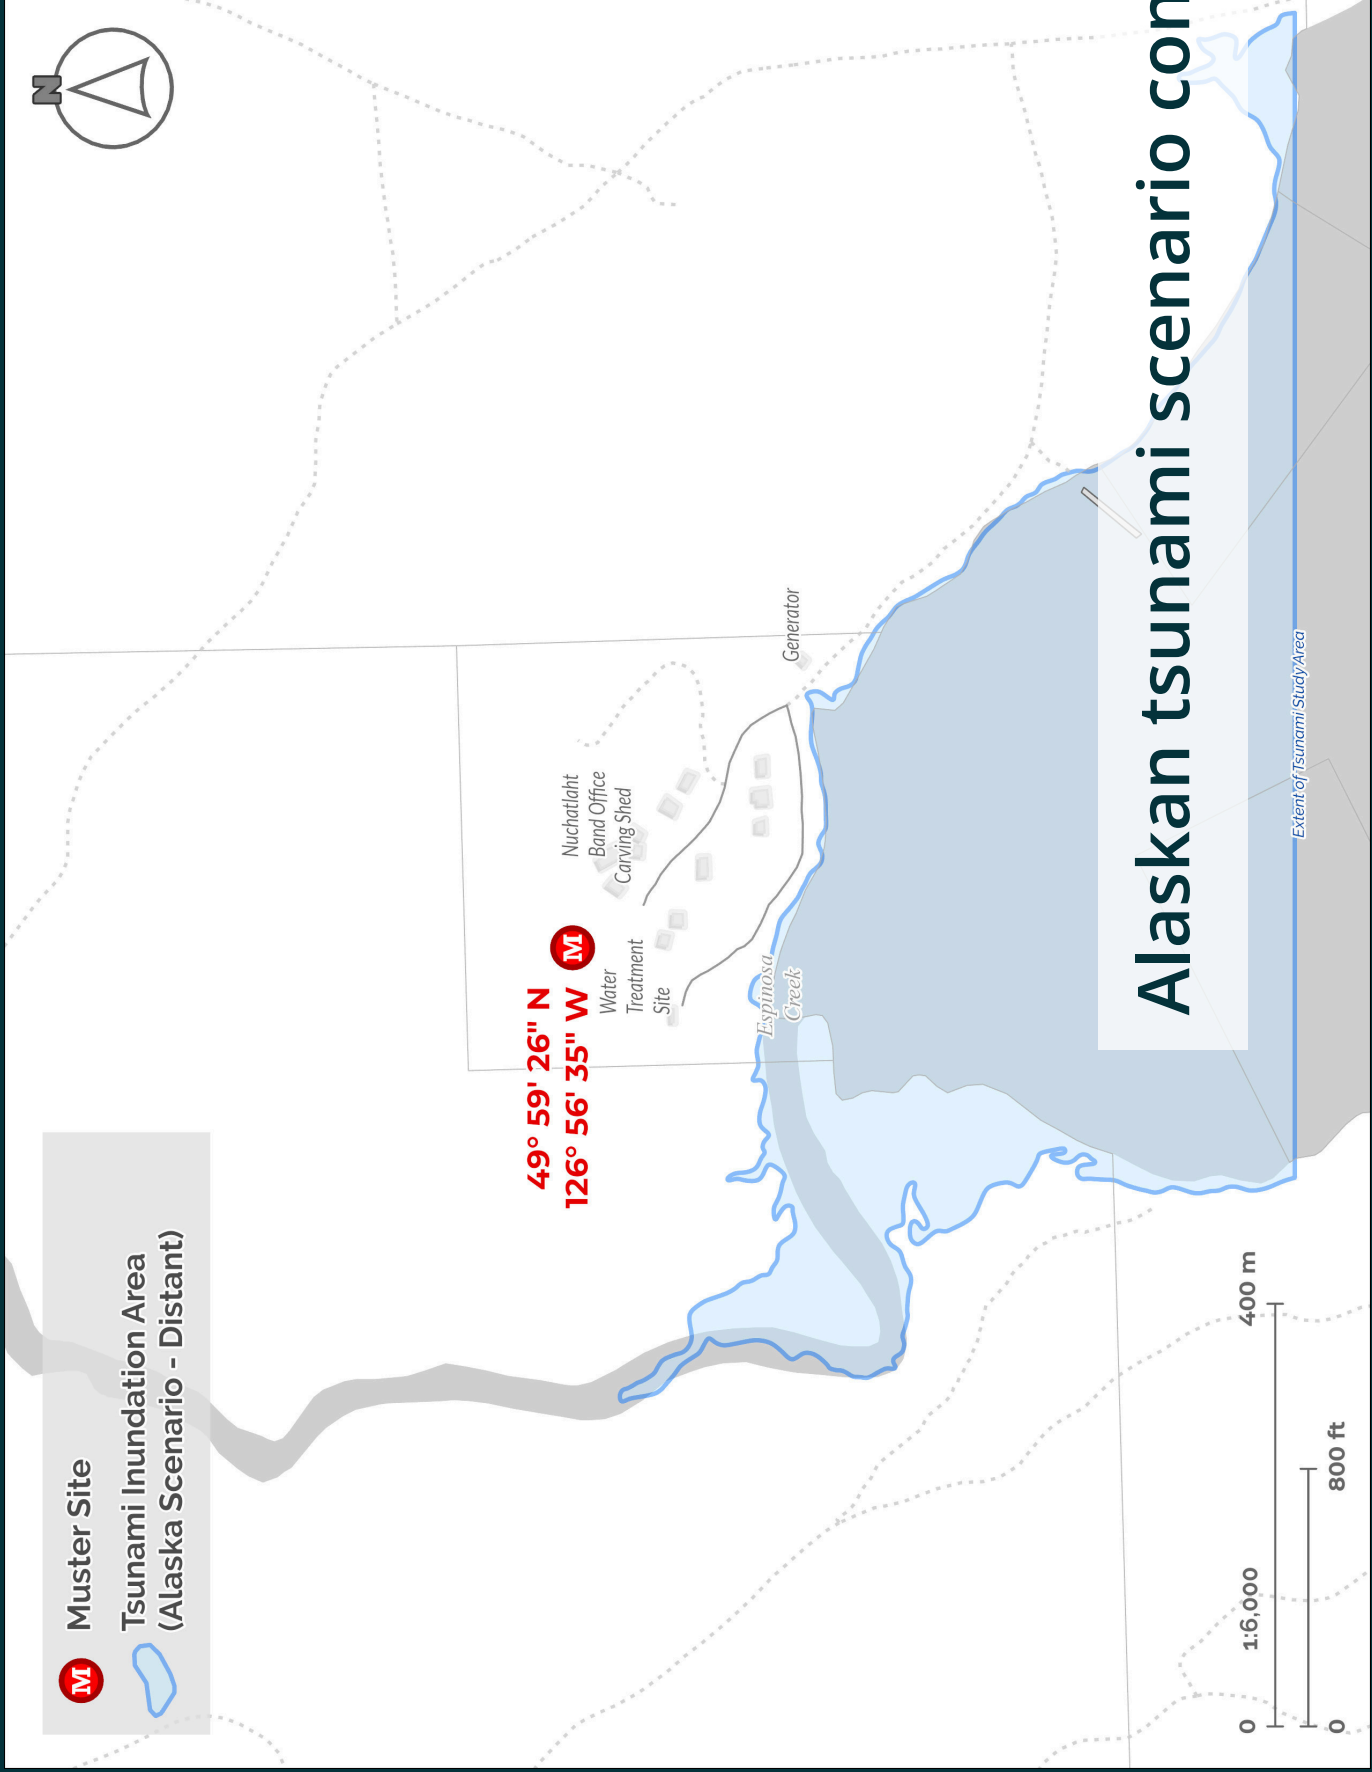 N
Muster Site
Tsunami Inundation Area
(Alaska Scenario - Distant)
49° 59' 26" N
126° 56' 35" W
M
M
Nuchatlaht
Band Office
Carving Shed
Water
Treatment
Site
Generator
Espinosa
Creek
Alaskan tsunami scenario con
Extent of Tsunami Study Area
0
1:6,000
400 m
0
800 ft